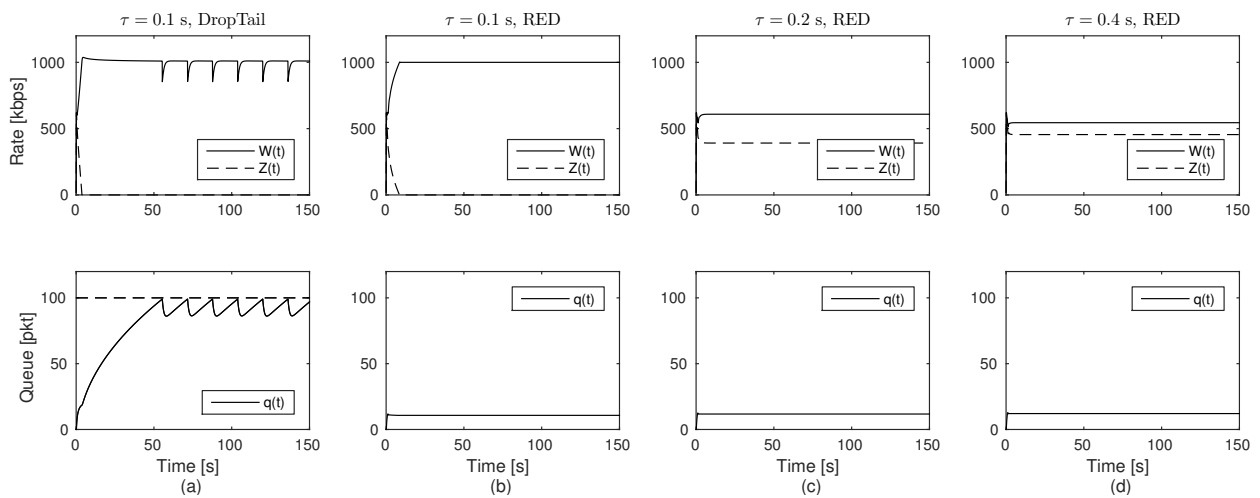 τ = 0.1 s, DropTail
τ = 0.1 s, RED
τ = 0.2 s, RED
τ = 0.4 s, RED
Rate [kbps]
1000
500
0
0 50 100 150
W(t)
Z(t)
1000
500
0
0 50 100 150
W(t)
Z(t)
1000
500
0
0 50 100 150
W(t)
Z(t)
1000
500
0
0 50 100 150
W(t)
Z(t)
Queue [pkt]
100
50
0
0 50 100 150
q(t)
Time [s]
(a)
100
50
0
0 50 100 150
q(t)
Time [s]
(b)
100
50
0
0 50 100 150
q(t)
Time [s]
(c)
100
50
0
0 50 100 150
q(t)
Time [s]
(d)